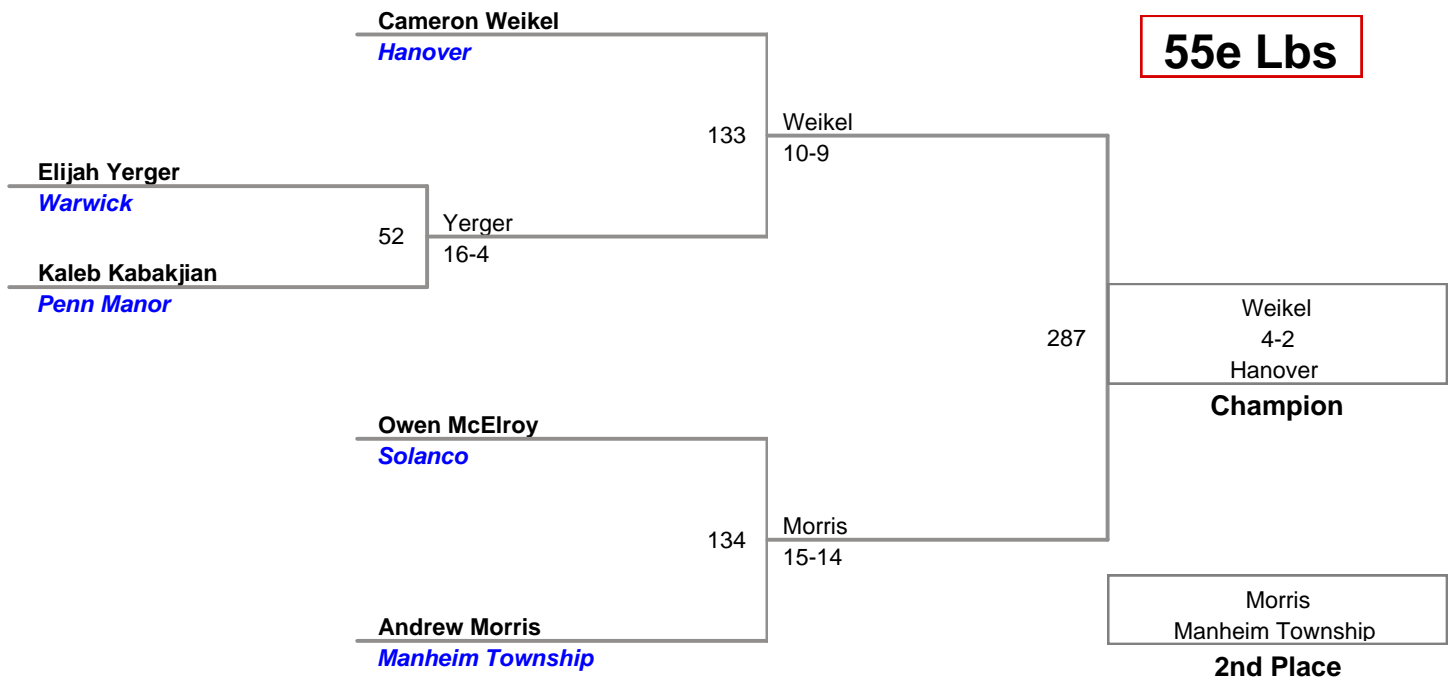 Cameron Weikel
Hanover
55e Lbs
133
Weikel
10-9
Elijah Yerger
Warwick
52
Yerger
16-4
Kaleb Kabakjian
Penn Manor
287
Weikel
4-2
Hanover
Champion
Owen McElroy
Solanco
134
Morris
15-14
Andrew Morris
Manheim Township
Morris
Manheim Township
2nd Place